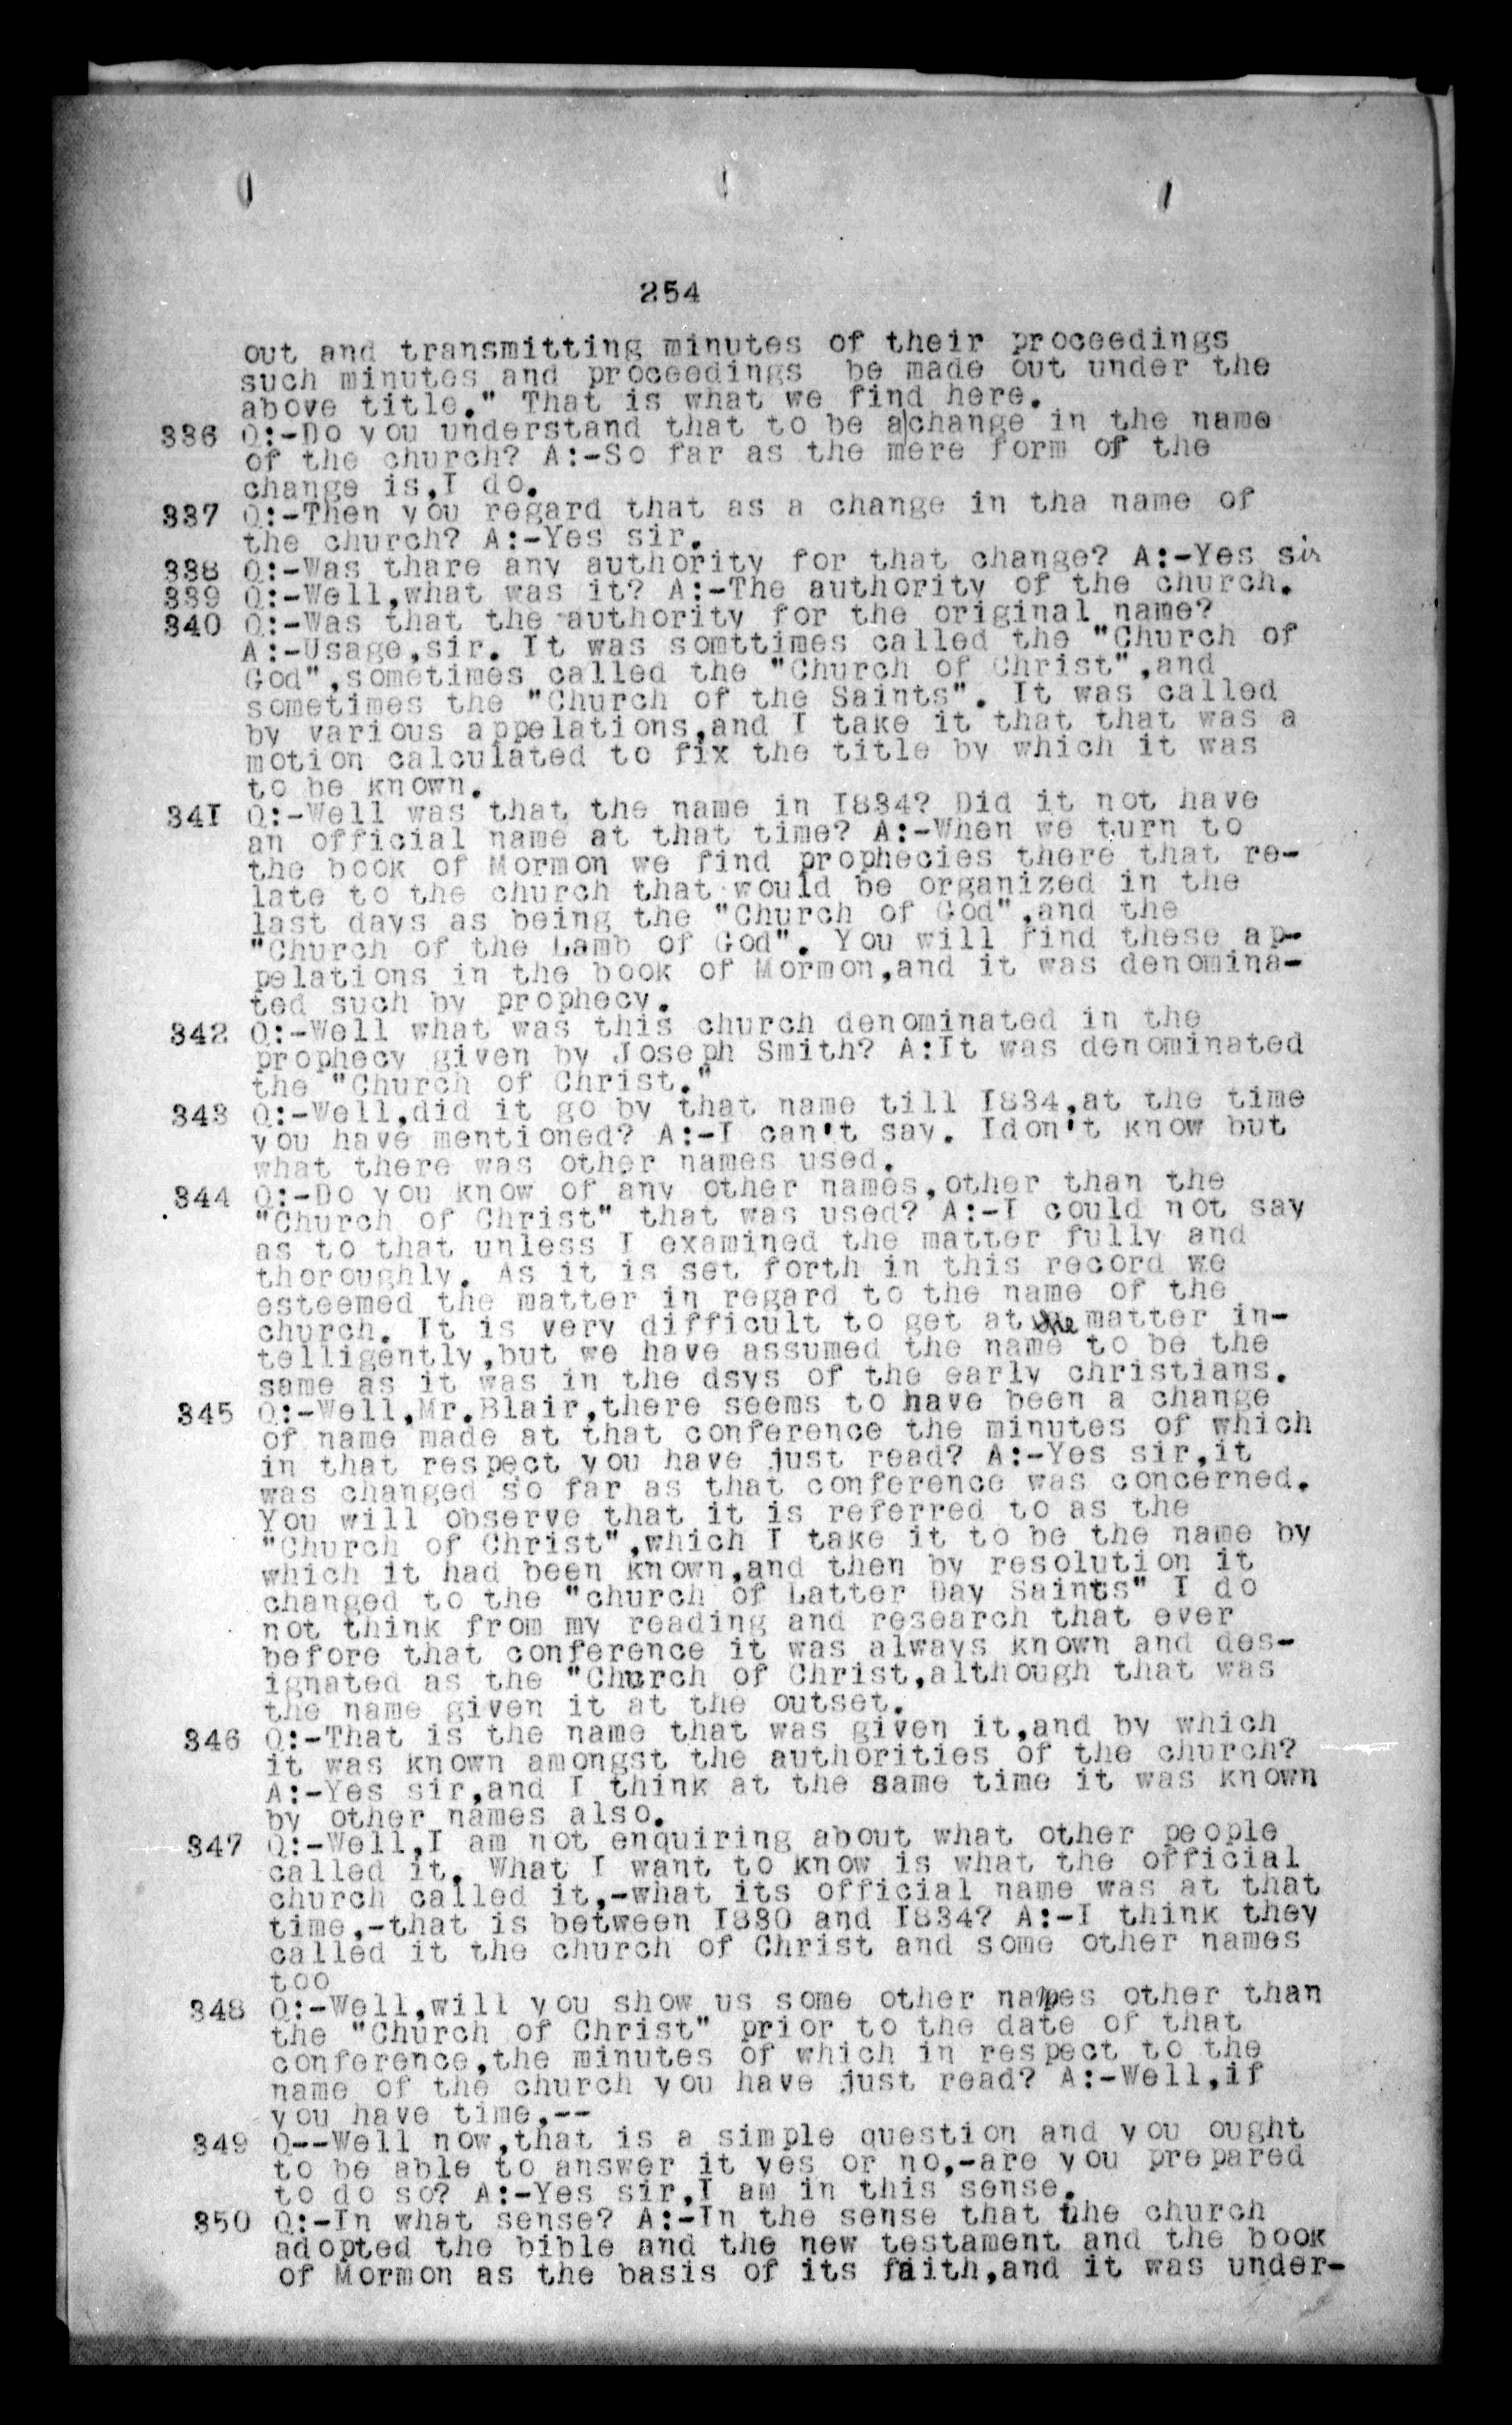 254
out and transmitting minutes of their proceedings
such minutes and proceedings be made out under the
above title." That is what we find here.
336 Q:-Do you understand that to be a|change in the name
of the church? A:-So far as the mere form of the
change is,I do.
337 Q:-Then you regard that as a change in tha name of
the church? A:-Yes sir.
338 Q:-Was thare any authority for that change? A:-Yes sir
339 Q:-Well,what was it? A:-The authority of the church.
340 Q:-Was that the authority for the original name?
A:-Usage,sir. It was somttimes called the "Church of
God",sometimes called the "Church of Christ",and
sometimes the "Church of the Saints". It was called
by various appelations,and I take it that that was a
motion calculated to fix the title by which it was
to be known.
341 Q:-Well was that the name in 1834? Did it not have
an official name at that time? A:-When we turn to
the book of Mormon we find prophecies there that re-
late to the church that would be organized in the
last days as being the "Church of God",and the
"Church of the Lamb of God". You will find these ap-
pelations in the book of Mormon,and it was denomina-
ted such by prophecy.
342 Q:-Well what was this church denominated in the
prophecy given by Joseph Smith? A:It was denominated
the "Church of Christ."
343 Q:-Well,did it go by that name till 1834,at the time
you have mentioned? A:-I can't say. Idon't know but
what there was other names used.
344 Q:-Do you know of any other names,other than the
"Church of Christ" that was used? A:-I could not say
as to that unless I examined the matter fully and
thoroughly. As it is set forth in this record we
esteemed the matter in regard to the name of the
church. It is very difficult to get at the matter in-
telligently,but we have assumed the name to be the
same as it was in the dsys of the early christians.
345 Q:-Well,Mr.Blair,there seems to have been a change
of name made at that conference the minutes of which
in that respect you have just read? A:-Yes sir,it
was changed so far as that conference was concerned.
You will observe that it is referred to as the
"Church of Christ",which I take it to be the name by
which it had been known,and then by resolution it
changed to the "church of Latter Day Saints" I do
not think from my reading and research that ever
before that conference it was always known and des-
ignated as the "Church of Christ,although that was
the name given it at the outset.
346 Q:-That is the name that was given it,and by which
it was known amongst the authorities of the church?
A:-Yes sir,and I think at the same time it was known
by other names also.
347 Q:-Well,I am not enquiring about what other people
called it. What I want to know is what the official
church called it,-what its official name was at that
time,-that is between 1830 and 1834? A:-I think they
called it the church of Christ and some other names
too
348 Q:-Well,will you show us some other names other than
the "Church of Christ" prior to the date of that
conference,the minutes of which in respect to the
name of the church you have just read? A:-Well,if
you have time,--
349 Q--Well now,that is a simple question and you ought
to be able to answer it yes or no,-are you prepared
to do so? A:-Yes sir,I am in this sense.
350 Q:-In what sense? A:-In the sense that the church
adopted the bible and the new testament and the book
of Mormon as the basis of its faith,and it was under-